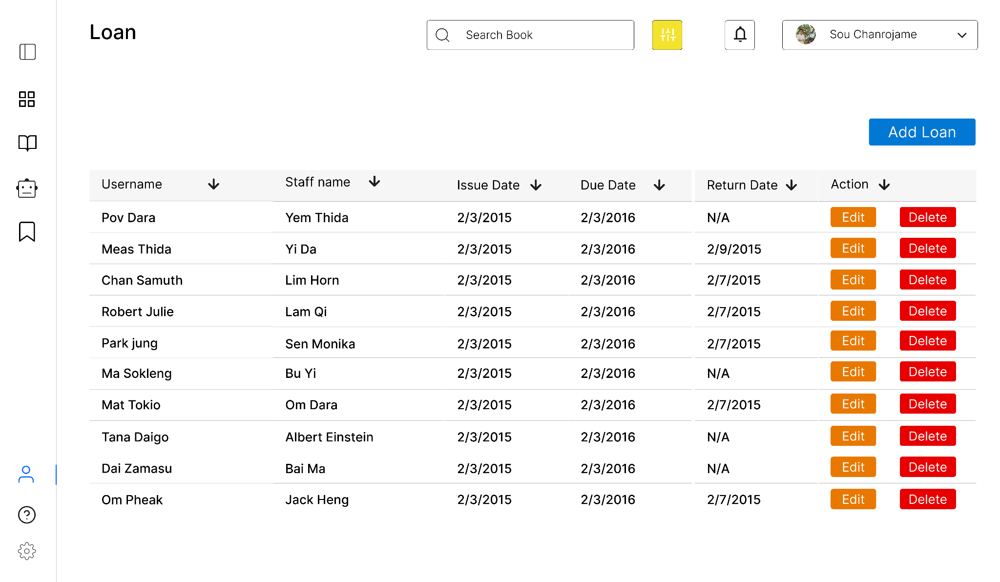 Loan
Search Book
Sou Chanrojame
Add Loan
Username Staff name Issue Date Due Date Return Date Action
Pov Dara Yem Thida 2/3/2015 2/3/2016 N/A Edit Delete
Meas Thida Yi Da 2/3/2015 2/3/2016 2/9/2015 Edit Delete
Chan Samuth Lim Horn 2/3/2015 2/3/2016 2/7/2015 Edit Delete
Robert Julie Lam Qi 2/3/2015 2/3/2016 2/7/2015 Edit Delete
Park jung Sen Monika 2/3/2015 2/3/2016 2/7/2015 Edit Delete
Ma Sokleng Bu Yi 2/3/2015 2/3/2016 N/A Edit Delete
Mat Tokio Om Dara 2/3/2015 2/3/2016 2/7/2015 Edit Delete
Tana Daigo Albert Einstein 2/3/2015 2/3/2016 N/A Edit Delete
Dai Zamasu Bai Ma 2/3/2015 2/3/2016 N/A Edit Delete
Om Pheak Jack Heng 2/3/2015 2/3/2016 2/7/2015 Edit Delete